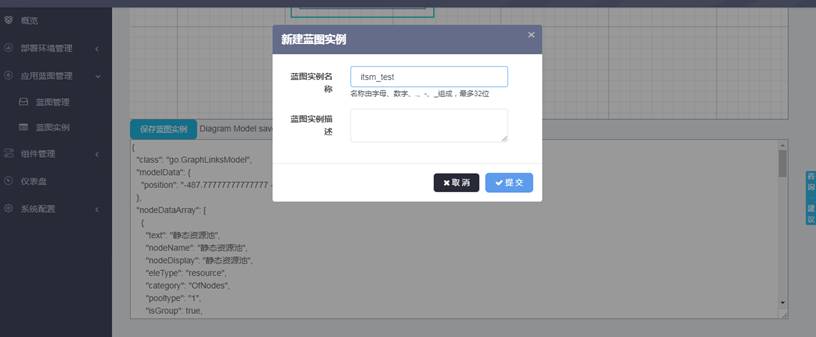 概览
部署环境管理
应用蓝图管理
蓝图管理
蓝图实例
组件管理
仪表盘
系统配置
新建蓝图实例
×
蓝图实例名
称
itsm_test
名称由字母、数字、.、-、_组成，最多32位
蓝图实例描
述
取消
提交
保存蓝图实例 Diagram Model save
{
"class": "go.GraphLinksModel",
"modelData": {
"position": "-487.77777777777777
},
"nodeDataArray": [
{
"text": "静态资源池",
"nodeName": "静态资源池",
"nodeDisplay": "静态资源池",
"eleType": "resource",
"category": "OfNodes",
"pooltype": "1",
"isGroup": true,
咨
询
建
议